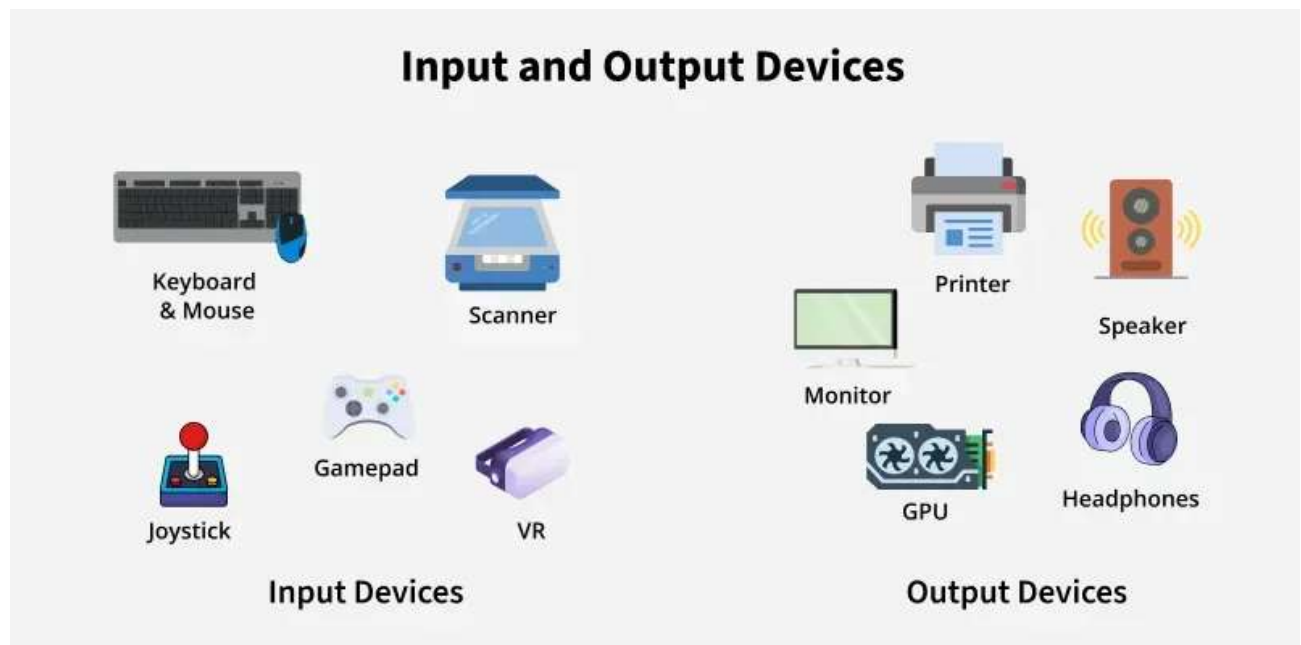 Input and Output Devices
Keyboard
& Mouse
Scanner
Gamepad
Joystick
VR
Input Devices
Printer
Speaker
Monitor
GPU
Headphones
Output Devices